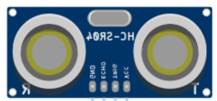 HC-SR04
GND
ECHO
TRIG
VCC
R
T